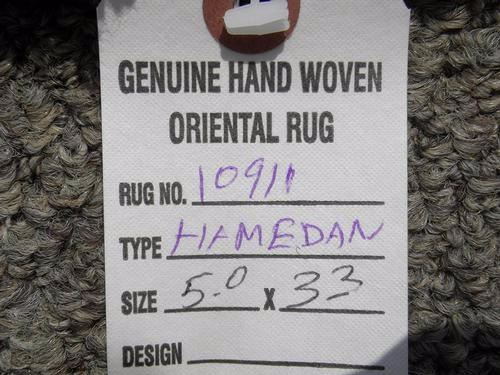 GENUINE HAND WOVEN
ORIENTAL RUG
RUG NO. 10911
TYPE HAMEDAN
SIZE 5.0 X 33
DESIGN